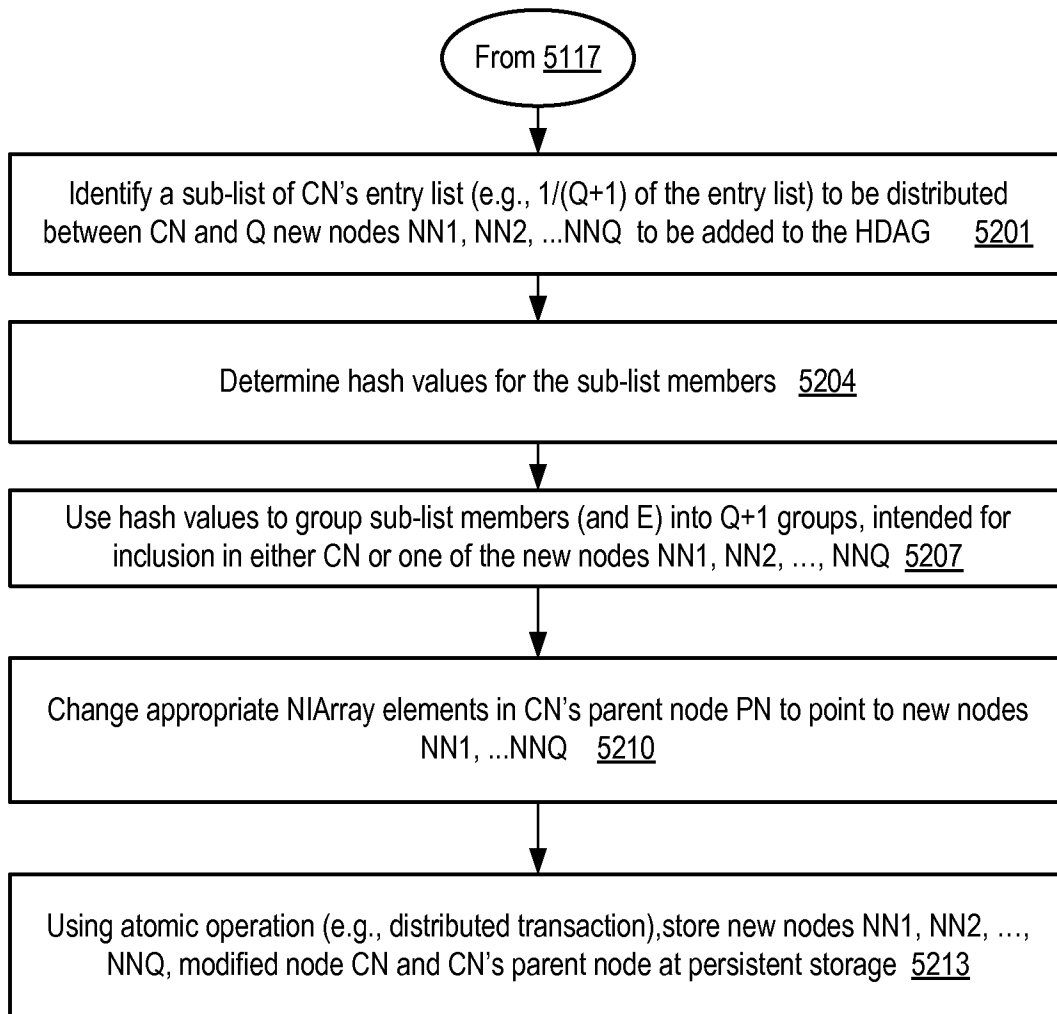 From 5117
Identify a sub-list of CN's entry list (e.g., 1/(Q+1) of the entry list) to be distributed
between CN and Q new nodes NN1, NN2, ...NNQ to be added to the HDAG 5201
Determine hash values for the sub-list members 5204
Use hash values to group sub-list members (and E) into Q+1 groups, intended for
inclusion in either CN or one of the new nodes NN1, NN2, …, NNQ 5207
Change appropriate NIArray elements in CN's parent node PN to point to new nodes
NN1, ...NNQ 5210
Using atomic operation (e.g., distributed transaction),store new nodes NN1, NN2, …,
NNQ, modified node CN and CN's parent node at persistent storage 5213